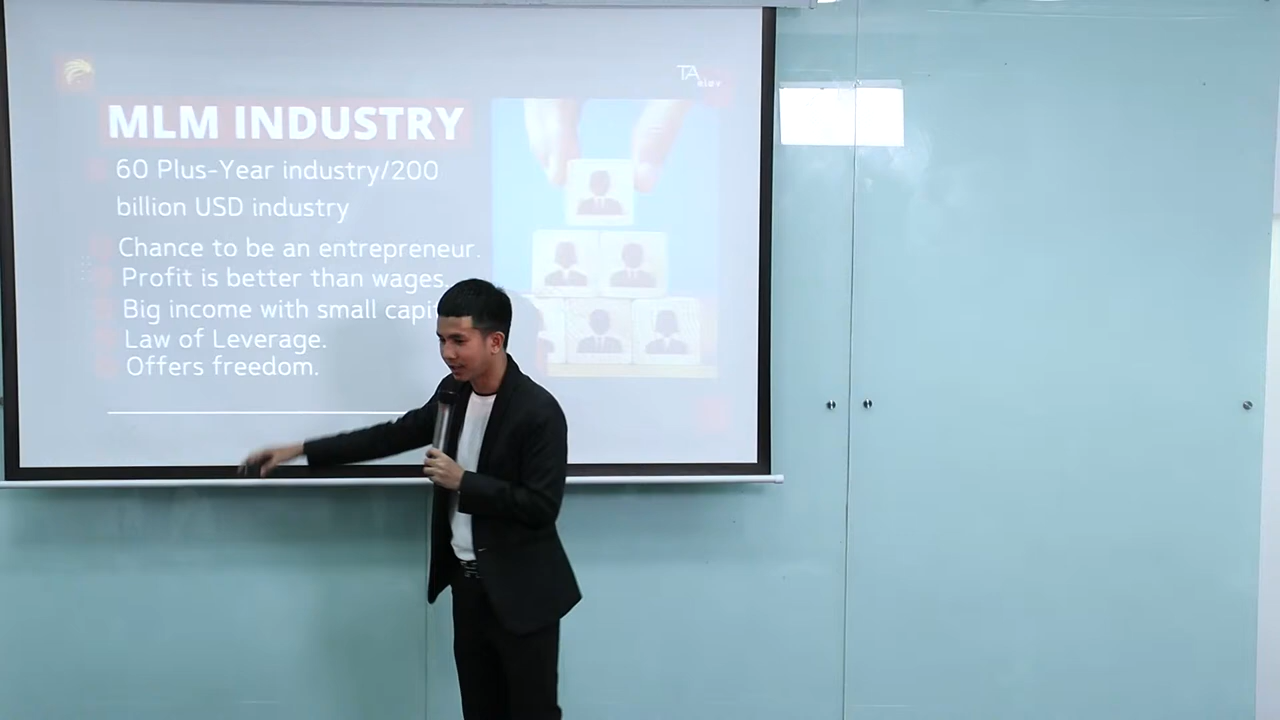 TA
MLM INDUSTRY
60 Plus-Year industry/200
billion USD industry
Chance to be an entrepreneur.
Profit is better than wages.
Big income with small
Law of Leverage.
Offers freedom.